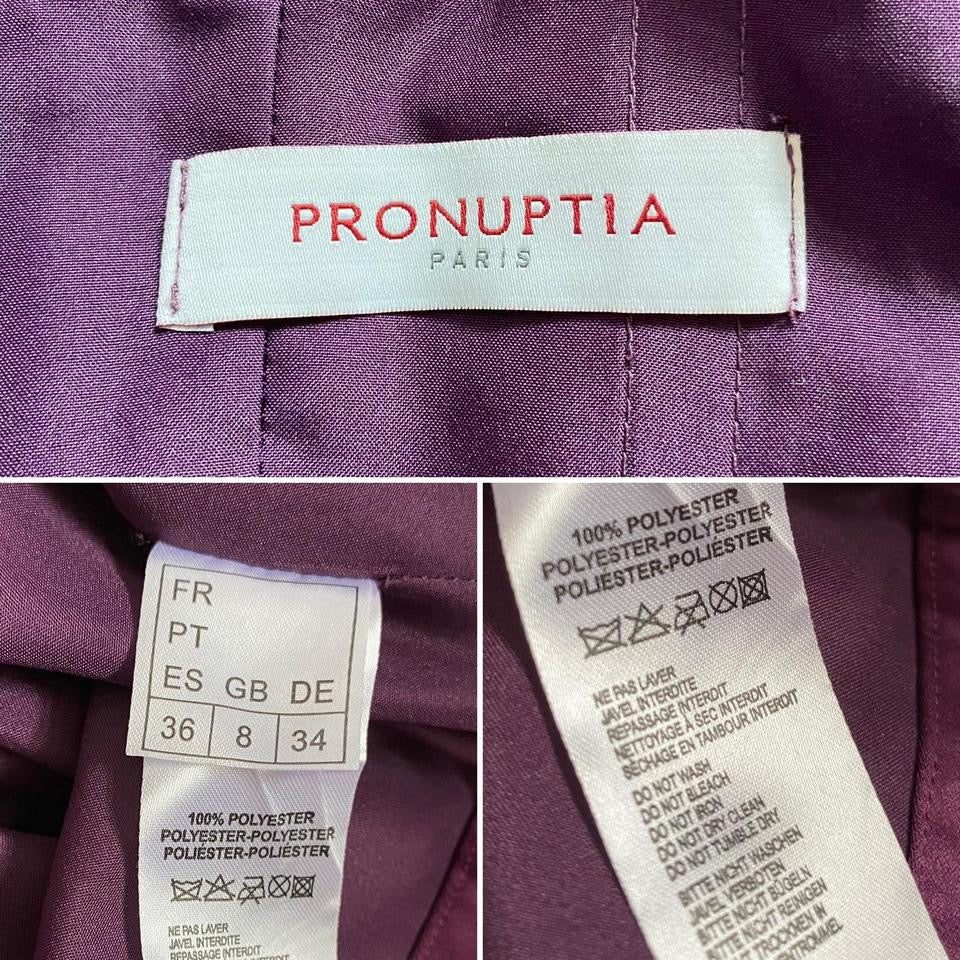 PRONUPTIA
PARIS
FR
PT
ES GB DE
36 8 34
100% POLYESTER
POLYESTER-POLYESTER
POLIÉSTER-POLIÉSTER
NE PAS LAVER
JAVEL INTERDITE
REPASSAGE INTERDIT
100% POLYESTER
POLYESTER-POLYESTER
POLIESTER-POLIÉSTER
NE PAS LAVER
JAVEL INTERDITE
REPASSAGE INTERDIT
NETTOYAGE À SEC INTERDIT
SÉCHAGE EN TAMBOUR INTERDIT
DO NOT WASH
DO NOT BLEACH
DO NOT IRON
DO NOT DRY CLEAN
DO NOT TUMBLE DRY
BITTE NICHT WASCHEN
JAVEL VERBOTEN
BITTE NICHT BÜGELN
BITTE NICHT REINIGEN
TROCKNEN IN